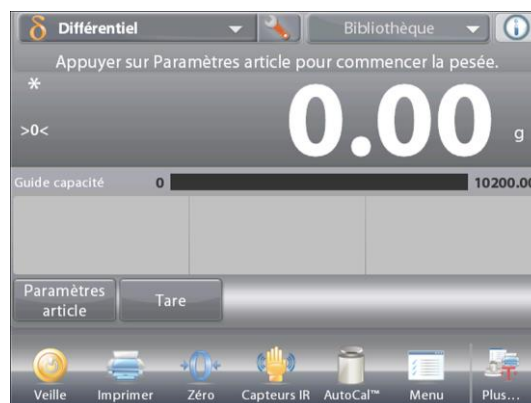 δ Différentiel Bibliothèque
Appuyer sur Paramètres article pour commencer la pesée.
*
0.00 g
>0<
Guide capacité 0 10200.00
Paramètres
article
Tare
Veille Imprimer Zéro Capteurs IR AutoCal™ Menu Plus...